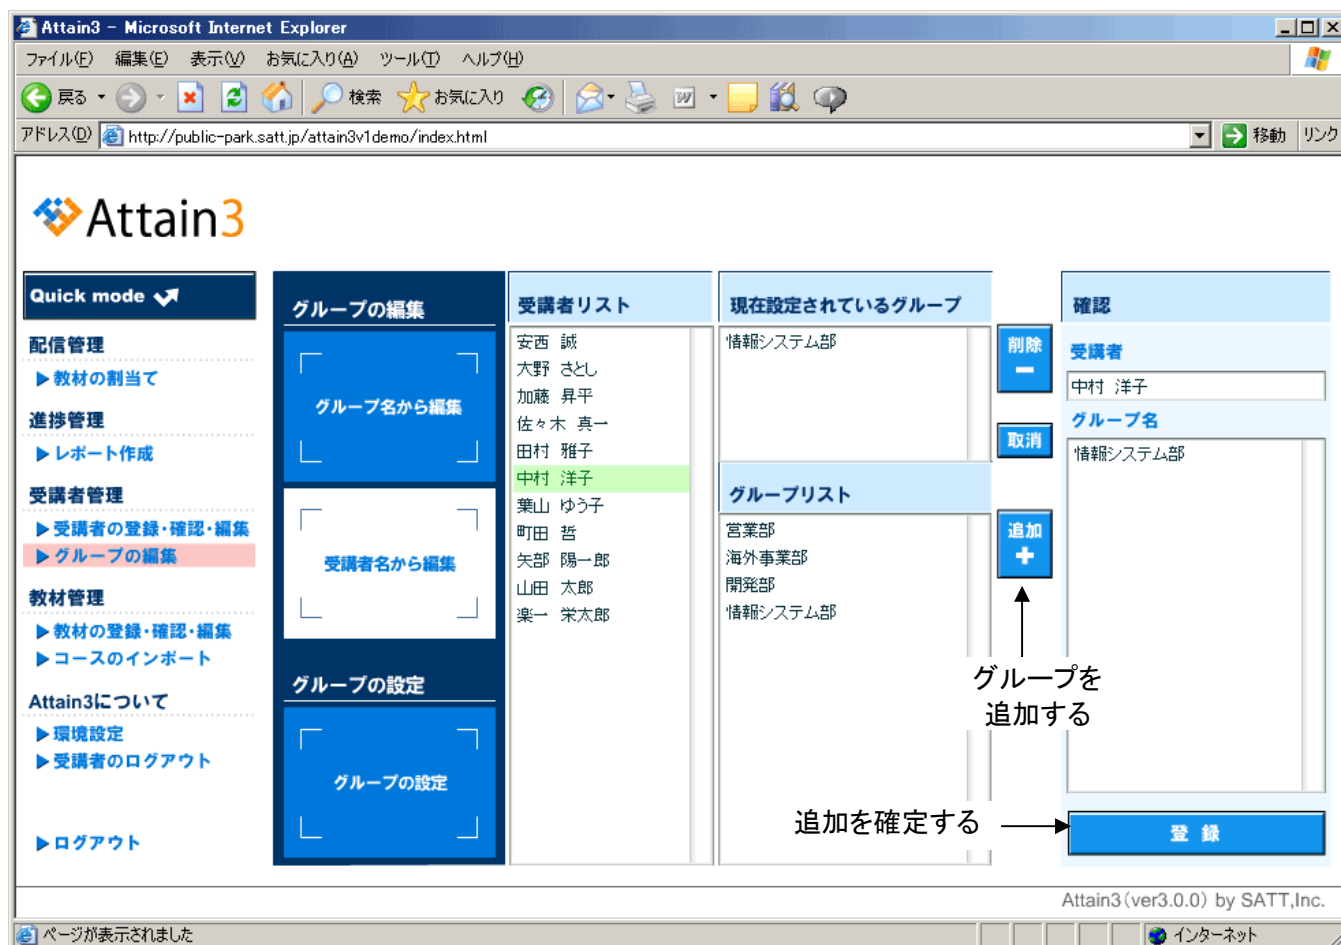 Attain3 - Microsoft Internet Explorer
ファイル(F) 編集(E) 表示(V) お気に入り(A) ツール(T) ヘルプ(H)
戻る 検索 お気に入り
アドレス(D) http://public-park.satt.jp/attain3v1demo/index.html 移動 リンク
Attain3
Quick mode
配信管理
教材の割当て
進捗管理
レポート作成
受講者管理
受講者の登録・確認・編集
グループの編集
教材管理
教材の登録・確認・編集
コースのインポート
Attain3について
環境設定
受講者のログアウト
ログアウト
グループの編集
グループ名から編集
受講者名から編集
グループの設定
グループの設定
受講者リスト
安西 誠
大野 さとし
加藤 昇平
佐々木 真一
田村 雅子
中村 洋子
葉山 ゆう子
町田 哲
矢部 陽一郎
山田 太郎
楽一 栄太郎
現在設定されているグループ
情報システム部
グループリスト
営業部
海外事業部
開発部
情報システム部
削除
取消
追加
グループを
追加する
追加を確定する
確認
受講者
中村 洋子
グループ名
情報システム部
登 録
Attain3(ver3.0.0) by SATT,Inc.
ページが表示されました
インターネット